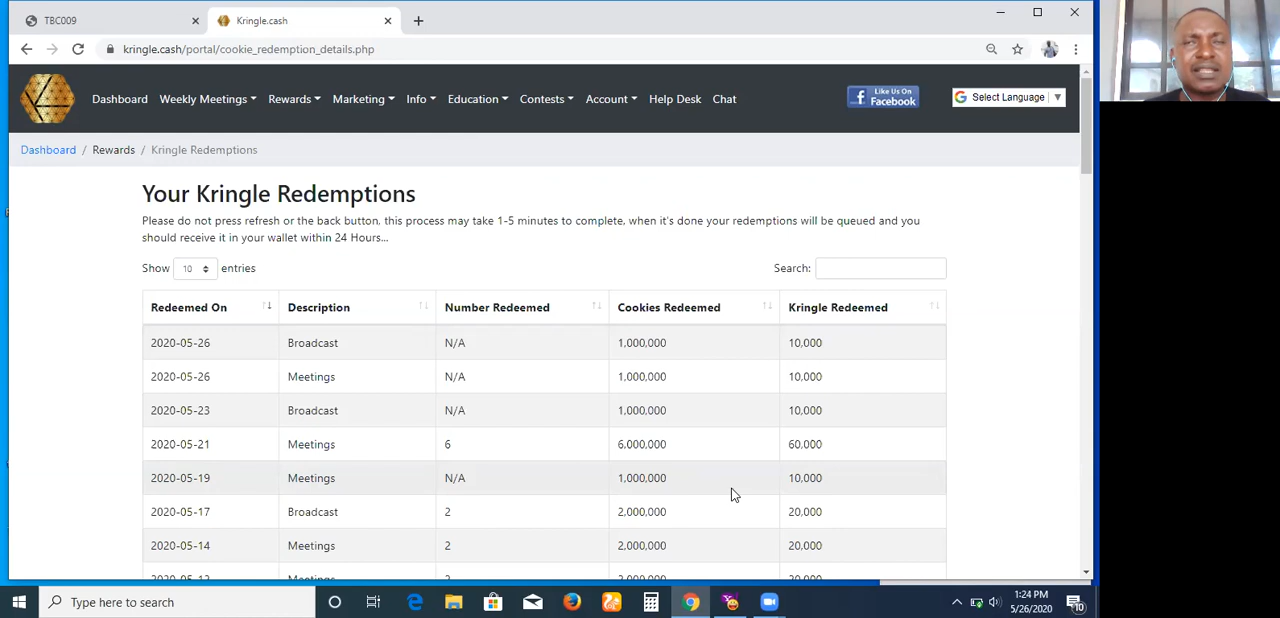 TBC009
Kringle.cash
kringle.cash/portal/cookie_redemption_details.php
Dashboard Weekly Meetings Rewards Marketing Info Education Contests Account Help Desk Chat
Like Us On
Facebook
G Select Language
Dashboard / Rewards / Kringle Redemptions
Your Kringle Redemptions
Please do not press refresh or the back button, this process may take 1-5 minutes to complete, when it's done your redemptions will be queued and you
should receive it in your wallet within 24 Hours...
Show 10 entries Search:
Redeemed On Description Number Redeemed Cookies Redeemed Kringle Redeemed
2020-05-26 Broadcast N/A 1,000,000 10,000
2020-05-26 Meetings N/A 1,000,000 10,000
2020-05-23 Broadcast N/A 1,000,000 10,000
2020-05-21 Meetings 6 6,000,000 60,000
2020-05-19 Meetings N/A 1,000,000 10,000
2020-05-17 Broadcast 2 2,000,000 20,000
2020-05-14 Meetings 2 2,000,000 20,000
Type here to search
1:24 PM
5/26/2020
10